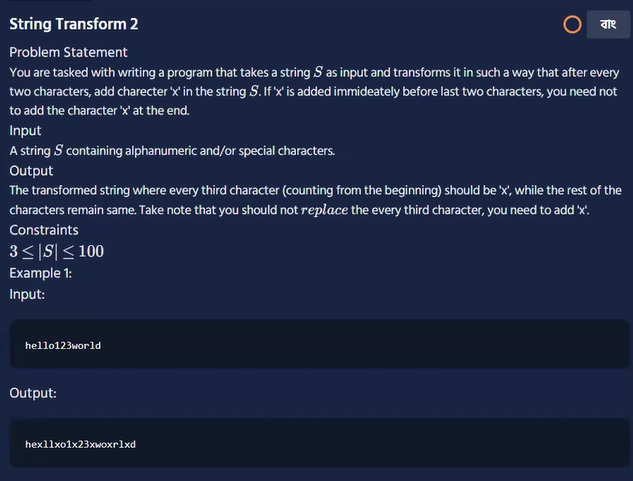 String Transform 2
বাং
Problem Statement
You are tasked with writing a program that takes a string S as input and transforms it in such a way that after every
two characters, add charecter 'x' in the string S. If 'x' is added immideately before last two characters, you need not
to add the character 'x' at the end.
Input
A string S containing alphanumeric and/or special characters.
Output
The transformed string where every third character (counting from the beginning) should be 'x', while the rest of the
characters remain same. Take note that you should not replace the every third character, you need to add 'x'.
Constraints
3 ≤ |S| ≤ 100
Example 1:
Input:
hello123world
Output:
hexllxo1x23xwoxrlxd